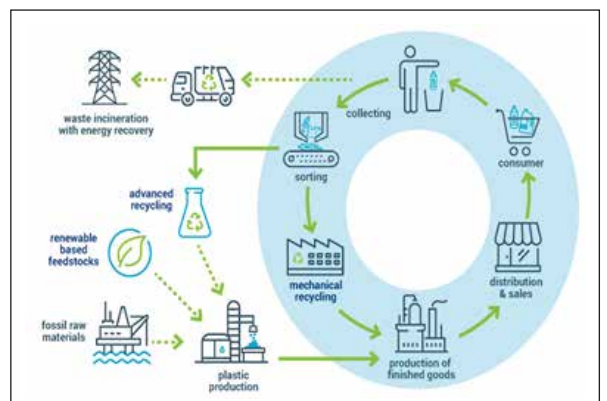 waste incineration
with energy recovery
collecting
sorting
consumer
advanced
recycling
renewable
based
feedstocks
mechanical
recycling
distribution
& sales
fossil raw
materials
plastic
production
production of
finished goods